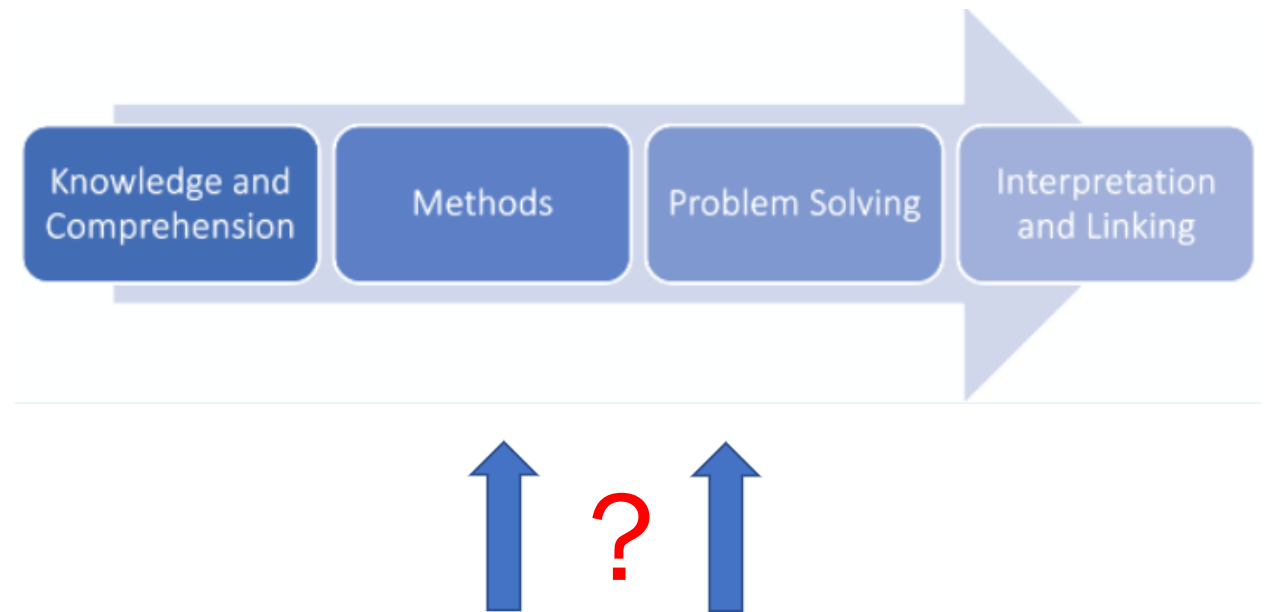 Knowledge and
Comprehension
Methods
Problem Solving
Interpretation
and Linking
?